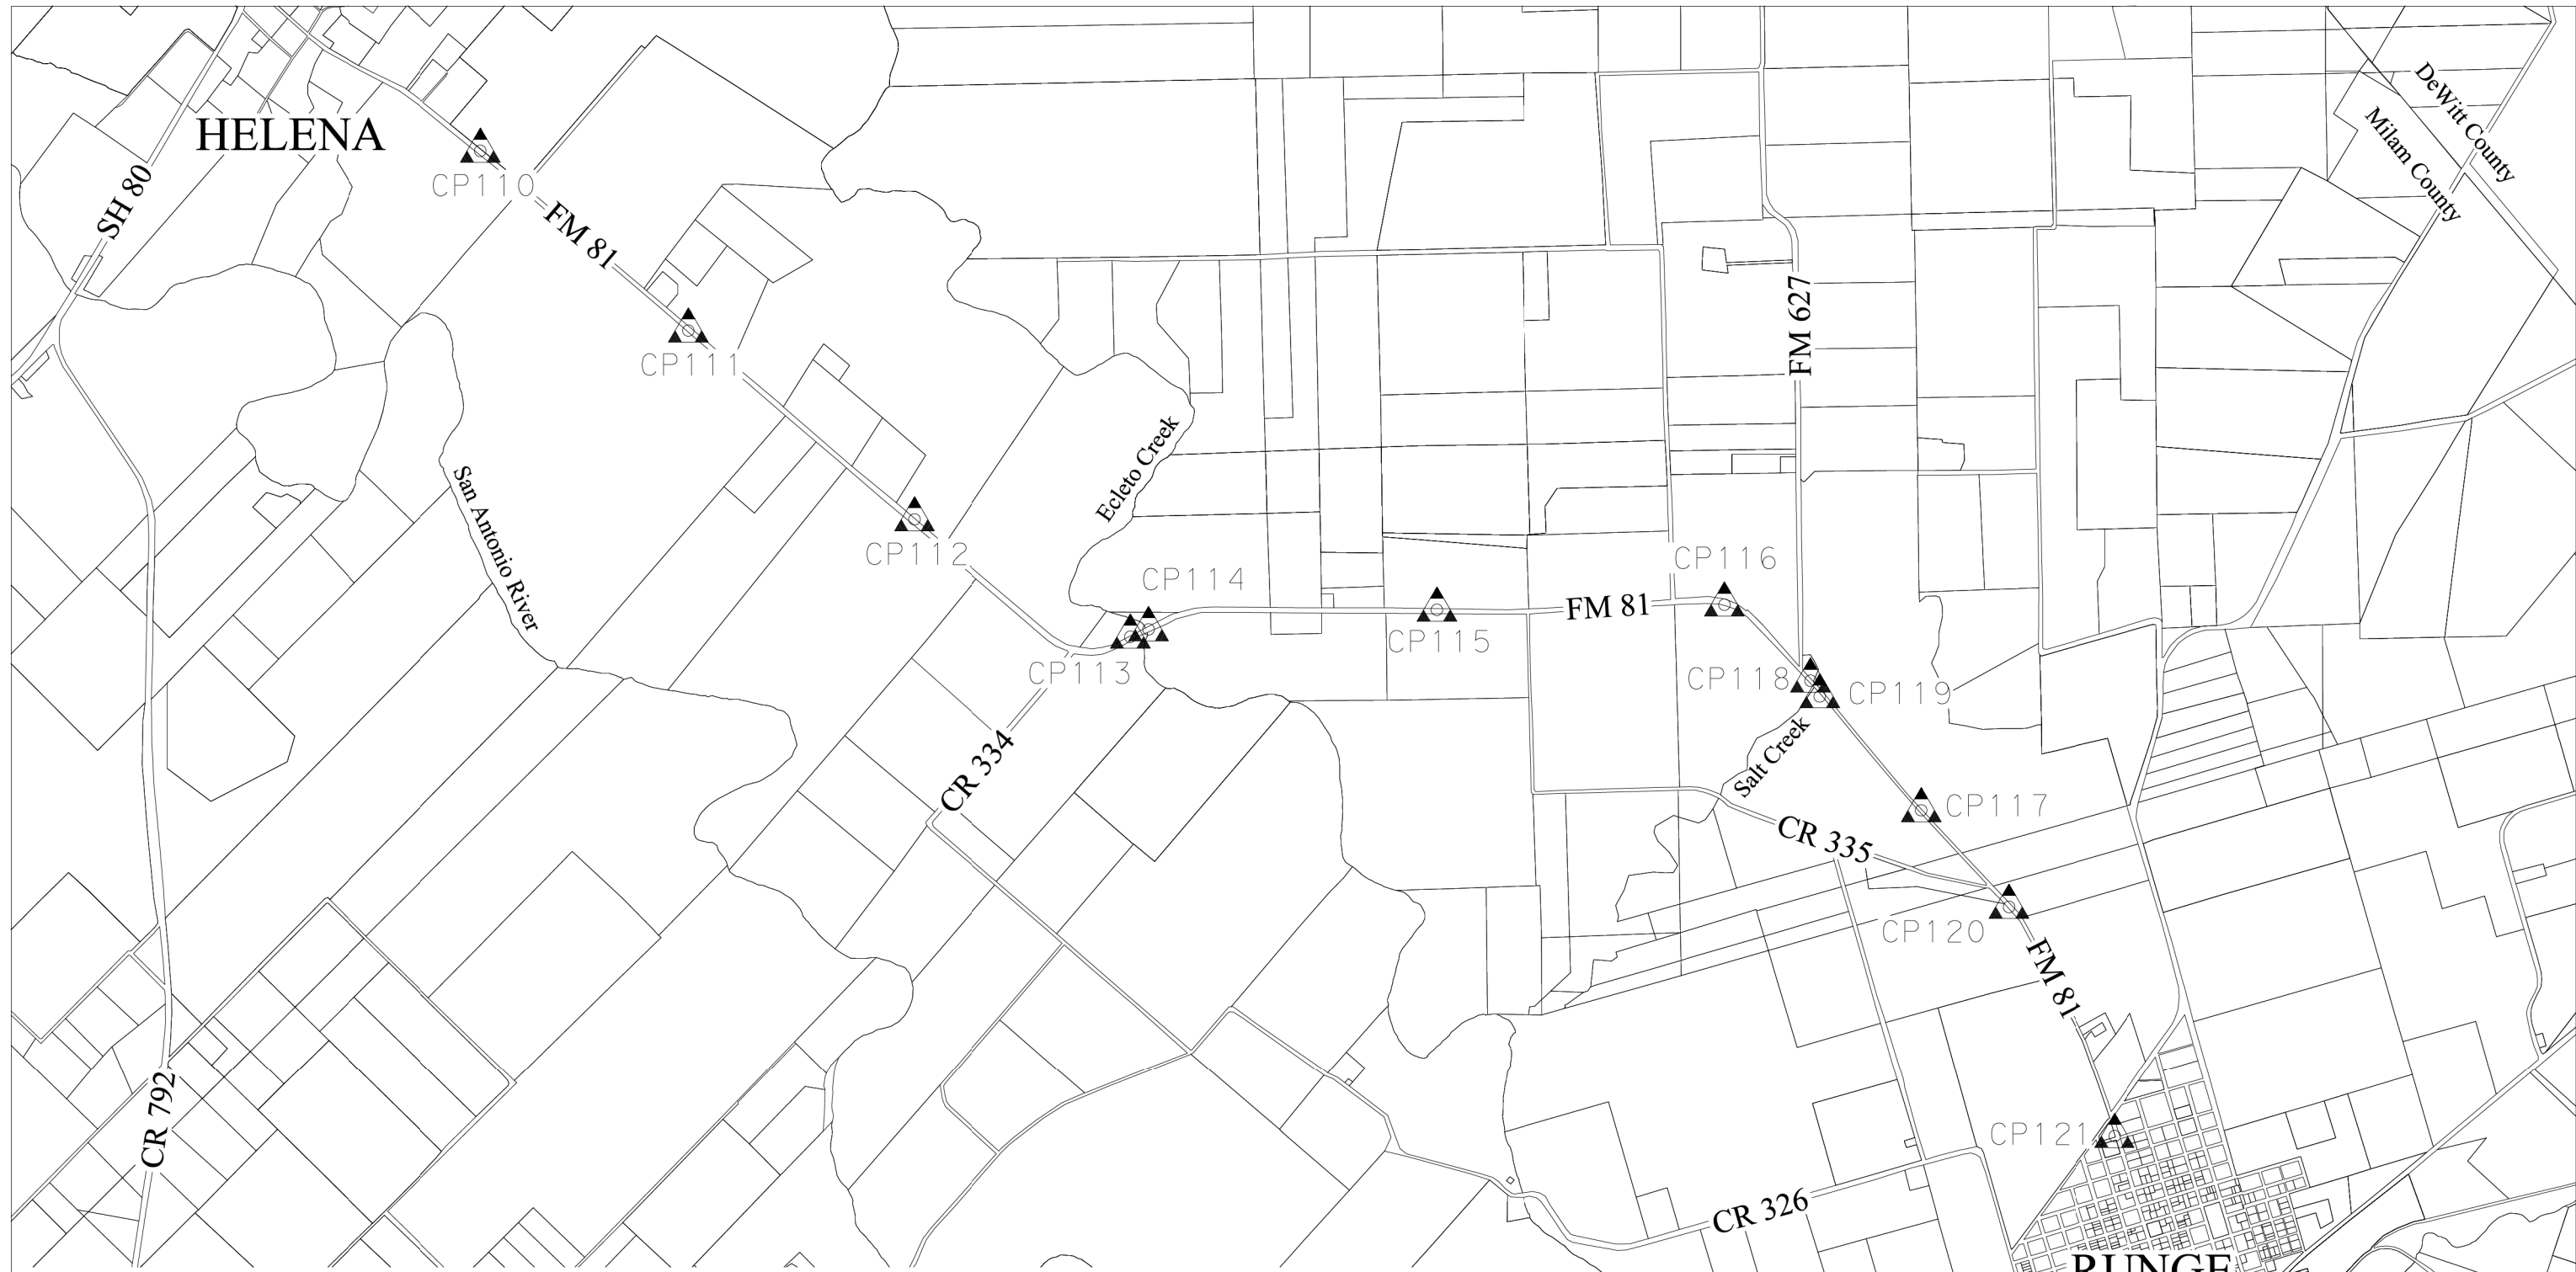 DeWitt County
Milam County
HELENA
SH 80
CP110
FM 81
CP111
FM 627
San Antonio River
Ecleto Creek
CP112
CP114
CP113
CP115
FM 81
CP116
CP118
CP119
Salt Creek
CR 334
CP117
CR 335
CP120
FM 81
CR 792
CP121
CR 326
RUNGE